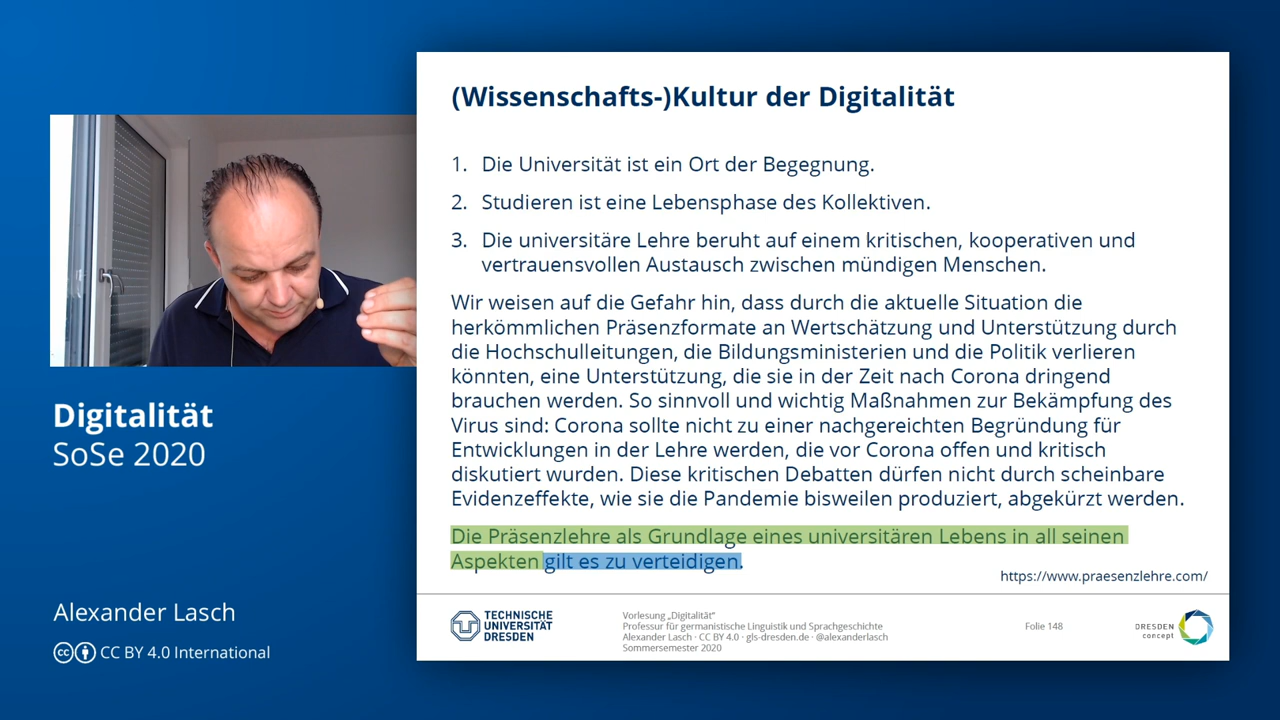 (Wissenschafts-)Kultur der Digitalität
1. Die Universität ist ein Ort der Begegnung.
2. Studieren ist eine Lebensphase des Kollektiven.
3. Die universitäre Lehre beruht auf einem kritischen, kooperativen und
vertrauensvollen Austausch zwischen mündigen Menschen.
Wir weisen auf die Gefahr hin, dass durch die aktuelle Situation die
herkömmlichen Präsenzformate an Wertschätzung und Unterstützung durch
die Hochschulleitungen, die Bildungsministerien und die Politik verlieren
könnten, eine Unterstützung, die sie in der Zeit nach Corona dringend
brauchen werden. So sinnvoll und wichtig Maßnahmen zur Bekämpfung des
Virus sind: Corona sollte nicht zu einer nachgereichten Begründung für
Entwicklungen in der Lehre werden, die vor Corona offen und kritisch
diskutiert wurden. Diese kritischen Debatten dürfen nicht durch scheinbare
Evidenzeffekte, wie sie die Pandemie bisweilen produziert, abgekürzt werden.
Die Präsenzlehre als Grundlage eines universitären Lebens in all seinen
Aspekten gilt es zu verteidigen.
https://www.praesenzlehre.com/
TECHNISCHE
UNIVERSITÄT
DRESDEN
Vorlesung „Digitalität“
Professur für germanistische Linguistik und Sprachgeschichte
Alexander Lasch · CC BY 4.0 · gls-dresden.de · @alexanderlasch
Sommersemester 2020
Folie 148
DRESDEN
concept
Digitalität
SoSe 2020
Alexander Lasch
cc CC BY 4.0 International